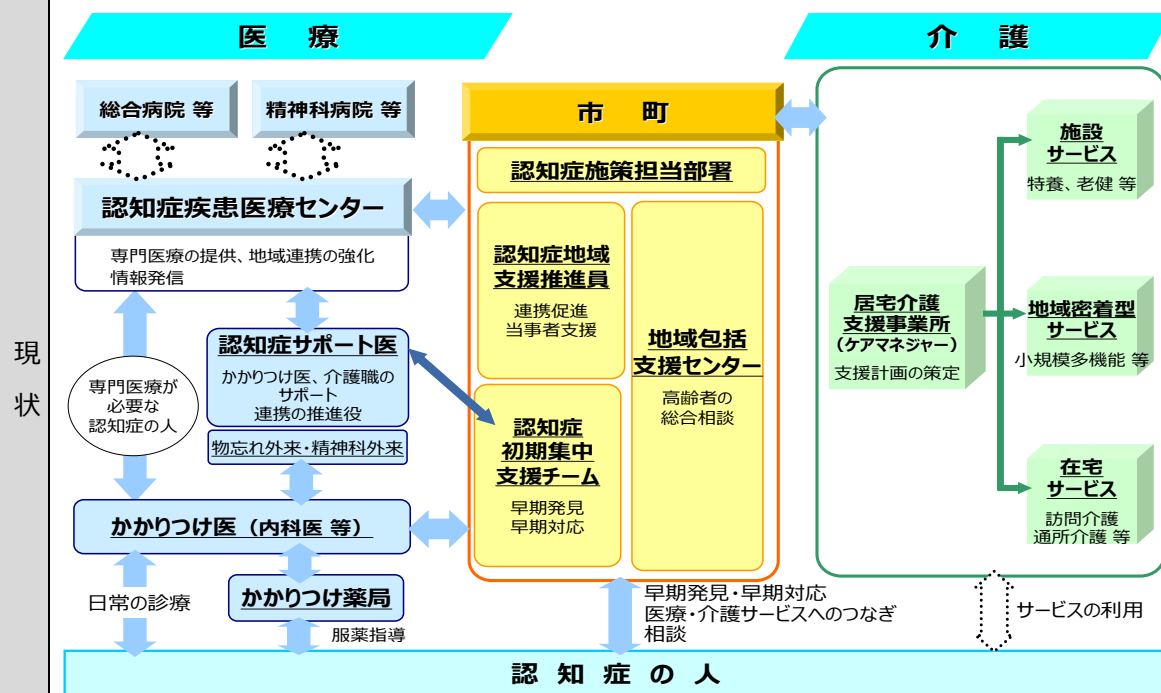 現
状
医 療
介 護
総合病院 等
精神科病院 等
認知症疾患医療センター
専門医療の提供、地域連携の強化
情報発信
専門医療が
必要な
認知症の人
認知症サポート医
かかりつけ医、介護職の
サポート
連携の推進役
物忘れ外来・精神科外来
かかりつけ医（内科医 等）
日常の診療
かかりつけ薬局
服薬指導
市 町
認知症施策担当部署
認知症地域
支援推進員
連携促進
当事者支援
認知症
初期集中
支援チーム
早期発見
早期対応
地域包括
支援センター
高齢者の
総合相談
早期発見・早期対応
医療・介護サービスへのつなぎ
相談
居宅介護
支援事業所
（ケアマネジャー）
支援計画の策定
施設
サービス
特養、老健 等
地域密着型
サービス
小規模多機能 等
在宅
サービス
訪問介護
通所介護 等
サービスの利用
認 知 症 の 人